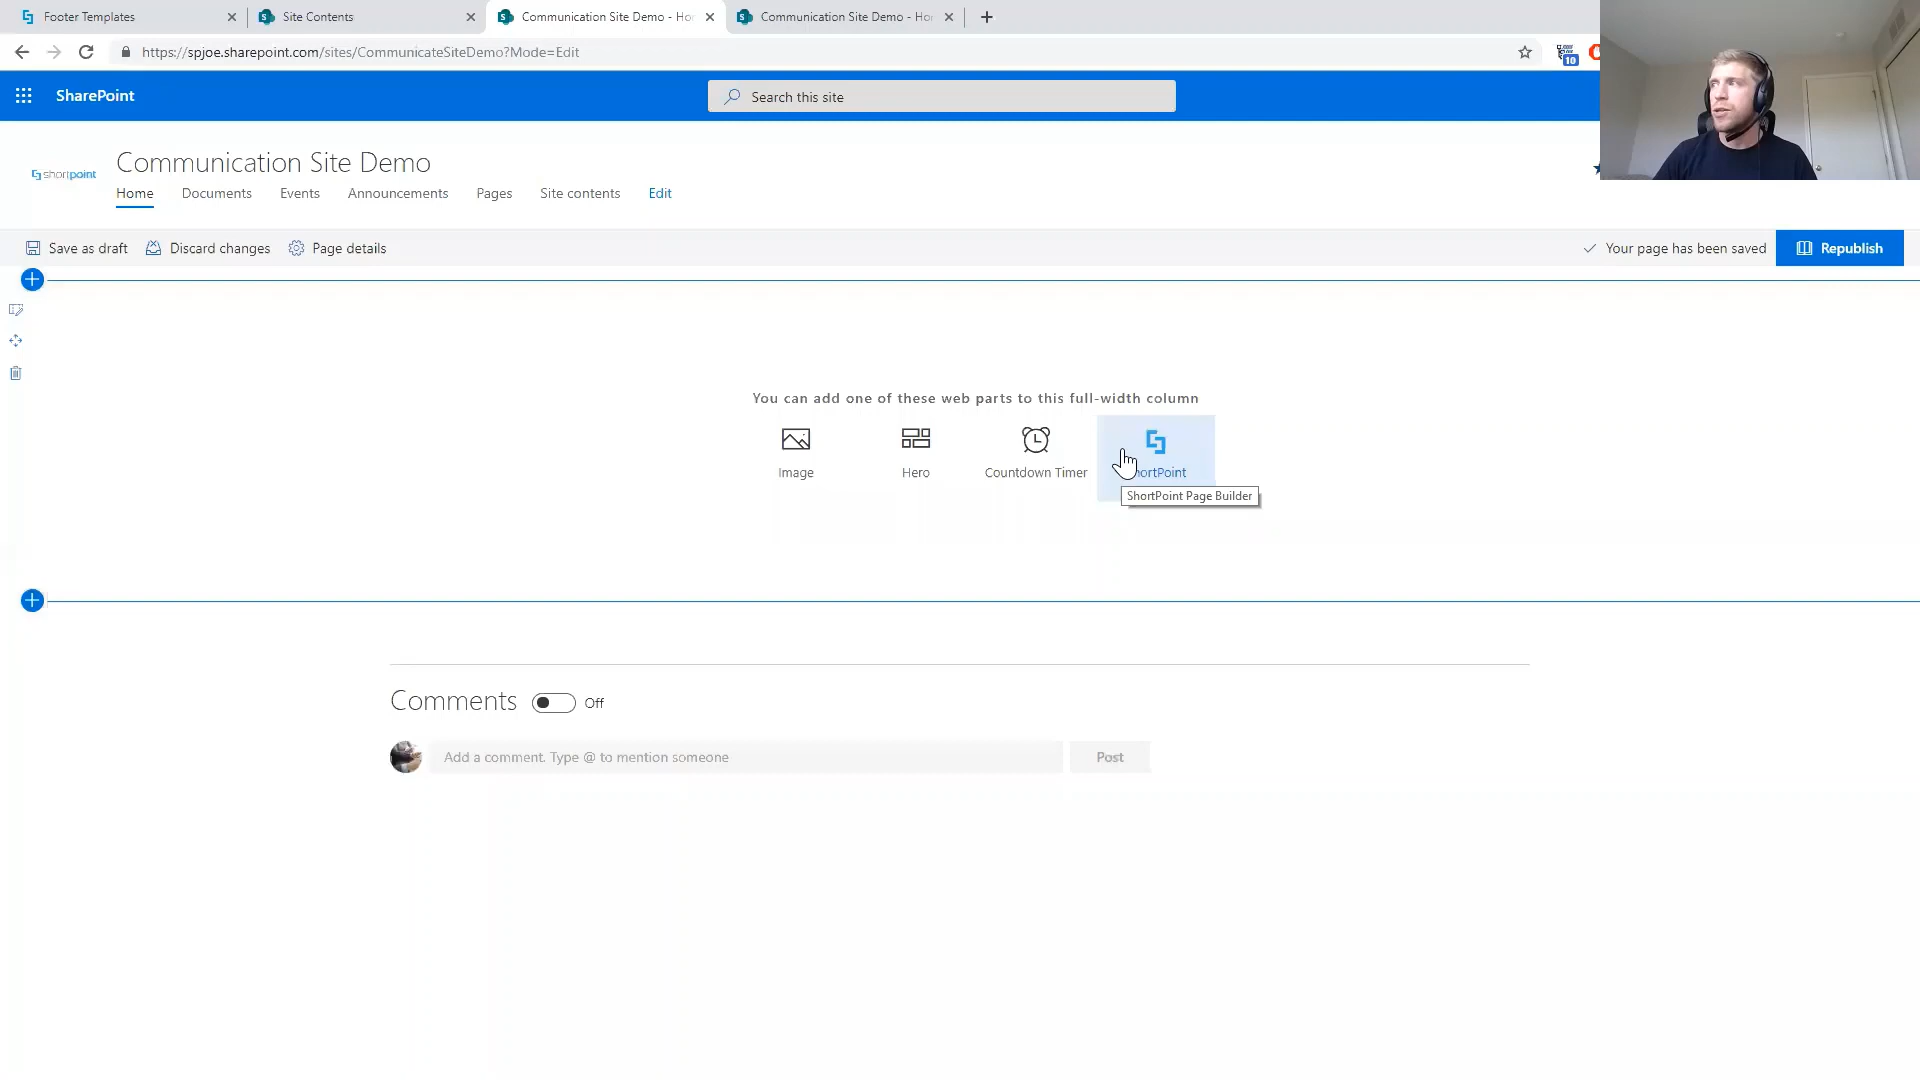 Footer Templates
Site Contents
Communication Site Demo - Ho
Communication Site Demo - Ho
https://spjoe.sharepoint.com/sites/CommunicateSiteDemo?Mode=Edit
10
SharePoint
Search this site
shortpoint
Communication Site Demo
Home Documents Events Announcements Pages Site contents Edit
Save as draft Discard changes Page details Your page has been saved Republish
You can add one of these web parts to this full-width column
Image Hero Countdown Timer ShortPoint
ShortPoint Page Builder
Comments Off
Add a comment. Type @ to mention someone Post